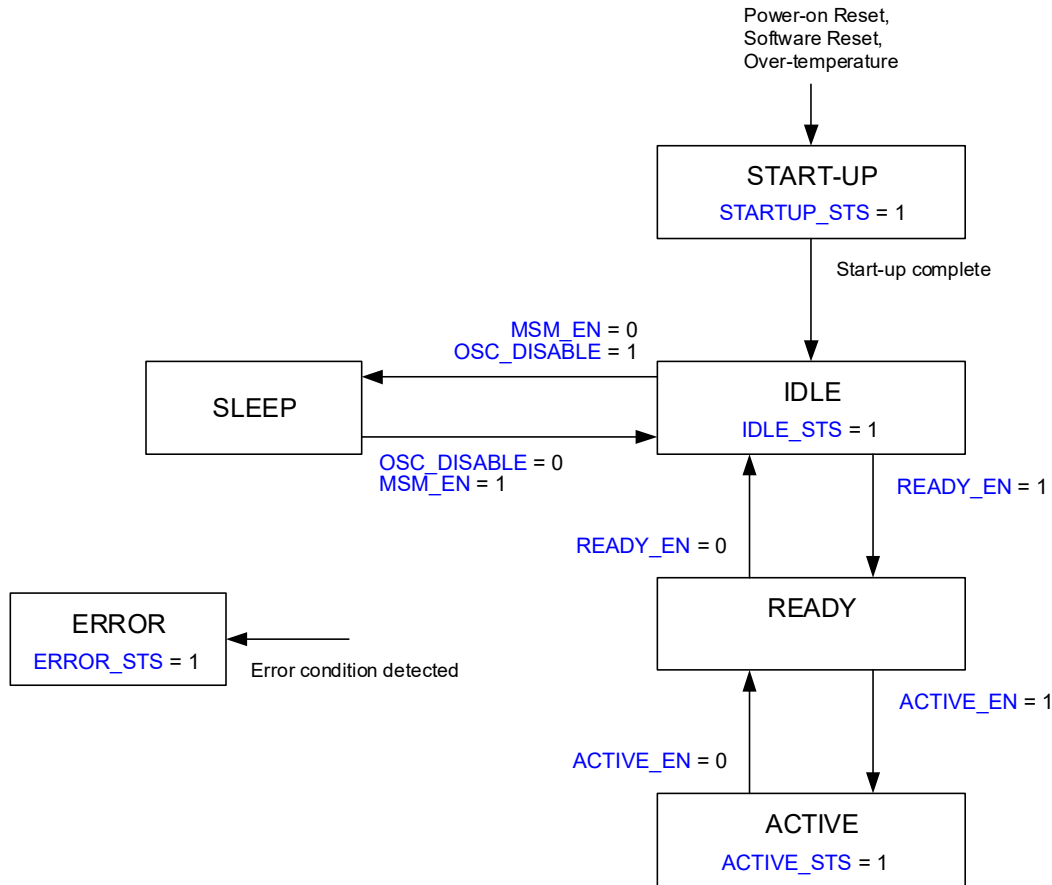 Power-on Reset,
Software Reset,
Over-temperature
START-UP
STARTUP_STS = 1
Start-up complete
MSM_EN = 0
OSC_DISABLE = 1
SLEEP
IDLE
IDLE_STS = 1
OSC_DISABLE = 0
MSM_EN = 1
READY_EN = 1
READY_EN = 0
READY
ERROR
ERROR_STS = 1
Error condition detected
ACTIVE_EN = 1
ACTIVE_EN = 0
ACTIVE
ACTIVE_STS = 1